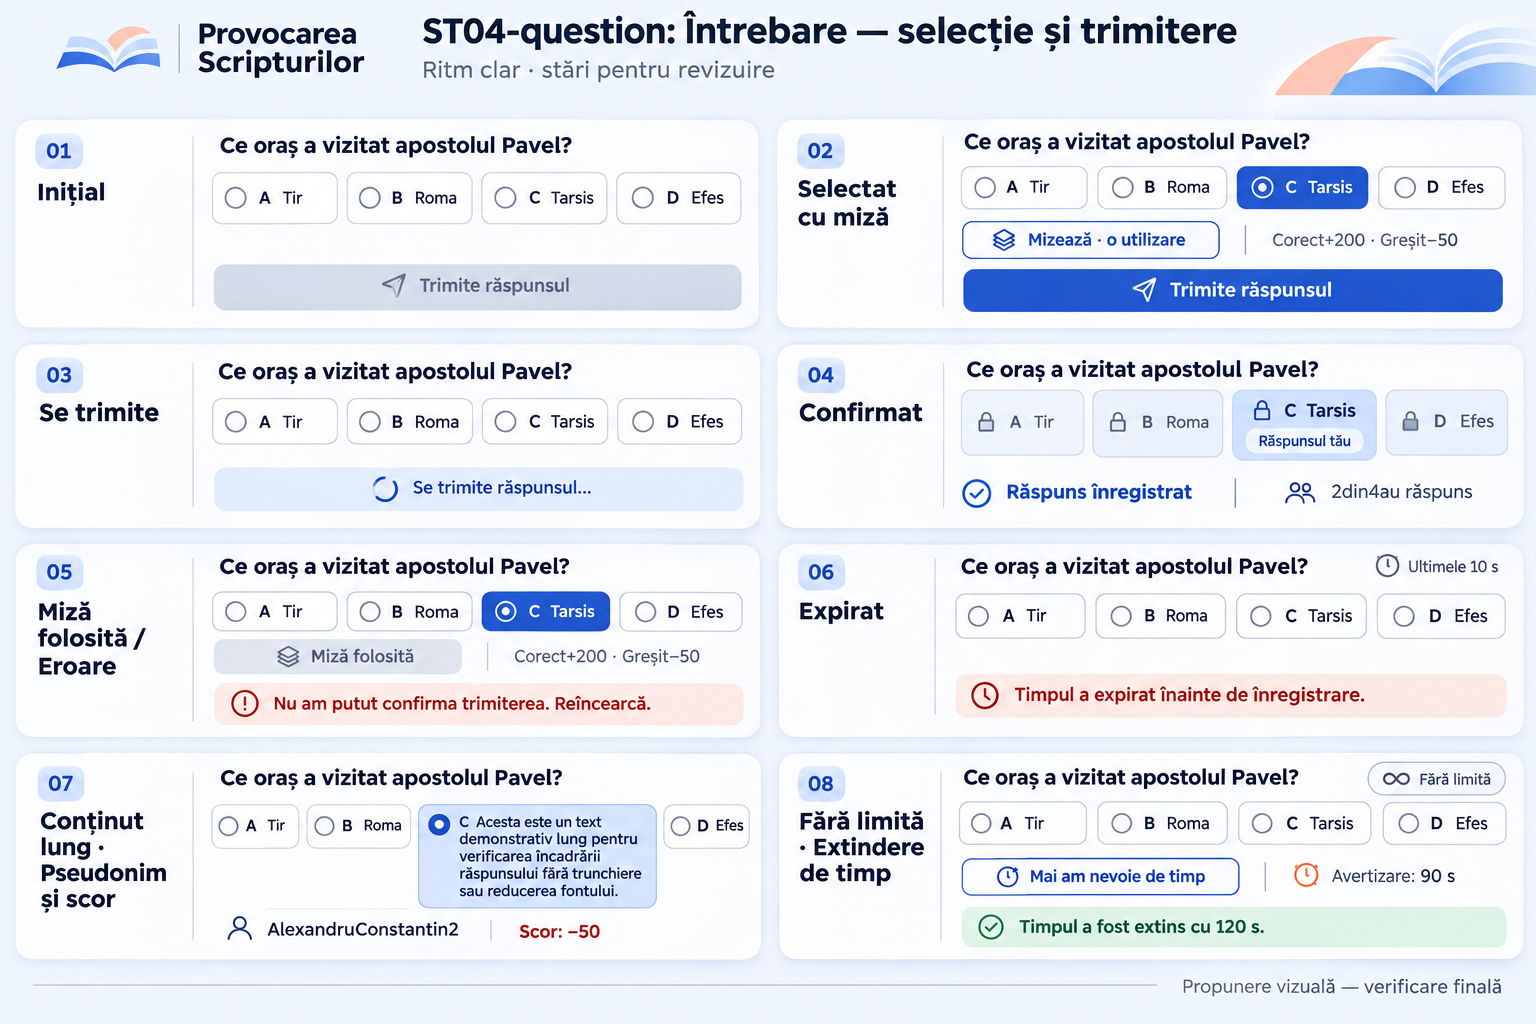 Provocarea
Scripturilor
ST04-question: Întrebare — selecție și trimitere
Ritm clar · stări pentru revizuire
01
Inițial
Ce oraș a vizitat apostolul Pavel?
A Tir
B Roma
C Tarsis
D Efes
Trimite răspunsul
02
Selectat
cu miză
Ce oraș a vizitat apostolul Pavel?
A Tir
B Roma
C Tarsis
D Efes
Mizează · o utilizare
Corect+200 · Greșit−50
Trimite răspunsul
03
Se trimite
Ce oraș a vizitat apostolul Pavel?
A Tir
B Roma
C Tarsis
D Efes
Se trimite răspunsul...
04
Confirmat
Ce oraș a vizitat apostolul Pavel?
A Tir
B Roma
C Tarsis
Răspunsul tău
D Efes
Răspuns înregistrat
2din4au răspuns
05
Miză
folosită /
Eroare
Ce oraș a vizitat apostolul Pavel?
A Tir
B Roma
C Tarsis
D Efes
Miză folosită
Corect+200 · Greșit−50
Nu am putut confirma trimiterea. Reîncearcă.
06
Expirat
Ce oraș a vizitat apostolul Pavel?
Ultimele 10 s
A Tir
B Roma
C Tarsis
D Efes
Timpul a expirat înainte de înregistrare.
07
Conținut
lung ·
Pseudonim
și scor
Ce oraș a vizitat apostolul Pavel?
A Tir
B Roma
C Acesta este un text
demonstrativ lung pentru
verificarea încadrării
răspunsului fără trunchiere
sau reducerea fontului.
D Efes
AlexandruConstantin2
Scor: −50
08
Fără limită
· Extindere
de timp
Ce oraș a vizitat apostolul Pavel?
Fără limită
A Tir
B Roma
C Tarsis
D Efes
Mai am nevoie de timp
Avertizare: 90 s
Timpul a fost extins cu 120 s.
Propunere vizuală — verificare finală